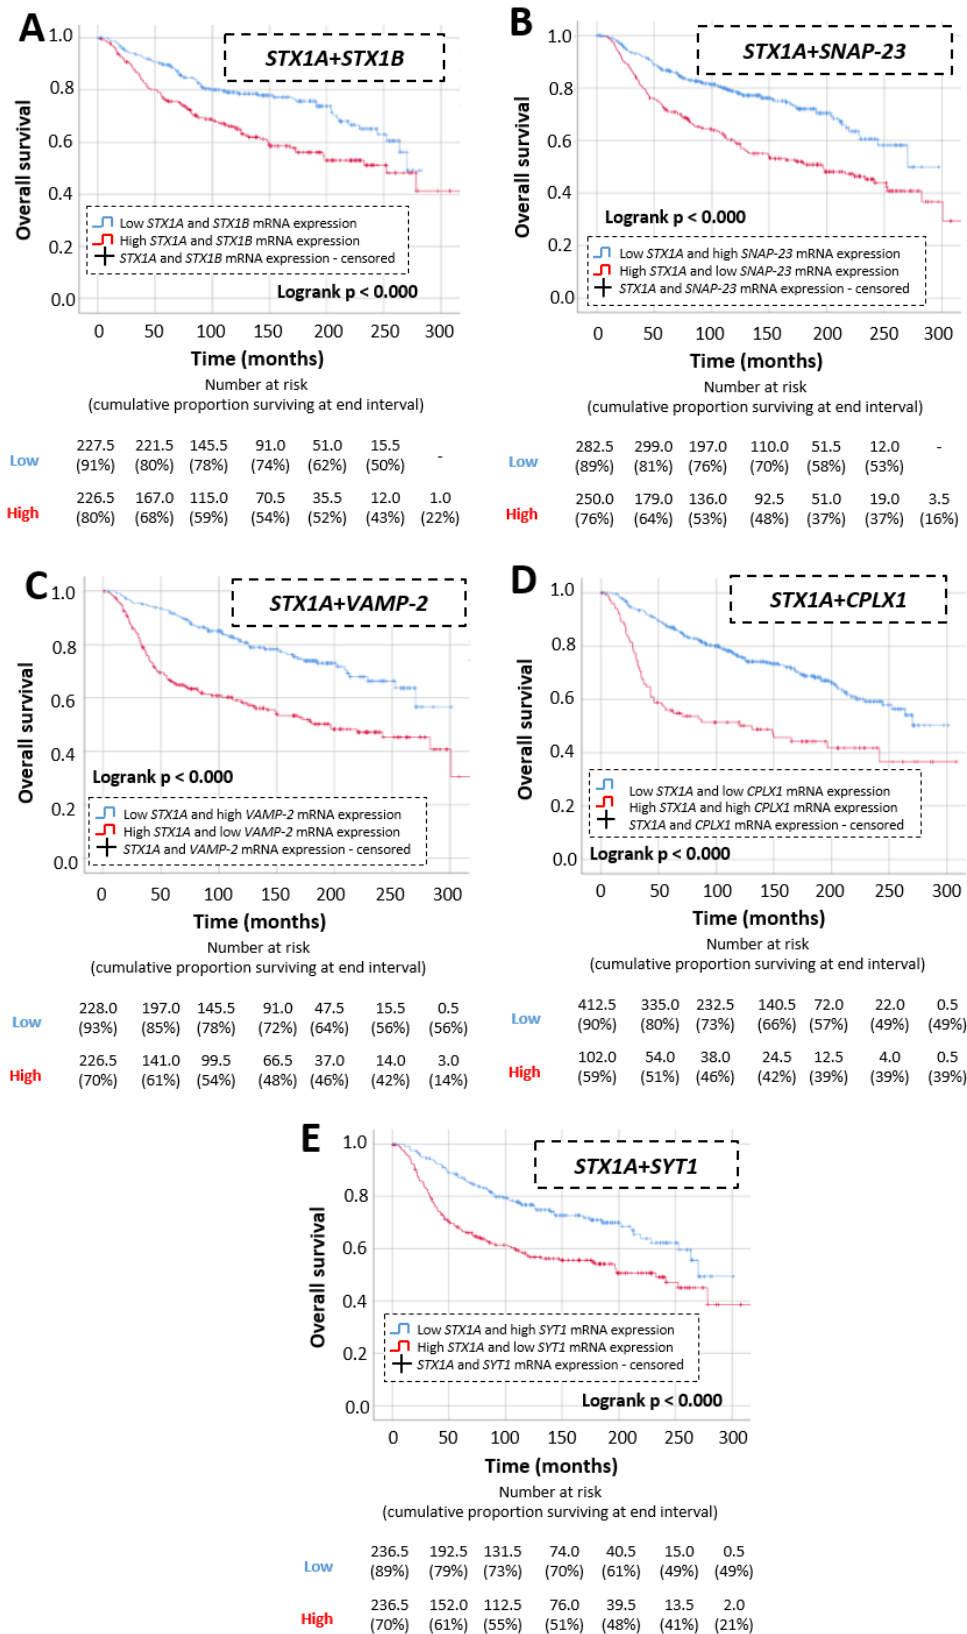 A
STX1A+STX1B
Overall survival
1.0
0.8
0.6
0.4
0.2
0.0
Low STX1A and STX1B mRNA expression
High STX1A and STX1B mRNA expression
STX1A and STX1B mRNA expression - censored
Logrank p < 0.000
0 50 100 150 200 250 300
Time (months)
Number at risk
(cumulative proportion surviving at end interval)
227.5 221.5 145.5 91.0 51.0 15.5
Low (91%) (80%) (78%) (74%) (62%) (50%) -
226.5 167.0 115.0 70.5 35.5 12.0 1.0
High (80%) (68%) (59%) (54%) (52%) (43%) (22%)
B
STX1A+SNAP-23
Overall survival
1.0
0.8
0.6
0.4
0.2
0.0
Logrank p < 0.000
Low STX1A and high SNAP-23 mRNA expression
High STX1A and low SNAP-23 mRNA expression
STX1A and SNAP-23 mRNA expression - censored
0 50 100 150 200 250 300
Time (months)
Number at risk
(cumulative proportion surviving at end interval)
282.5 299.0 197.0 110.0 51.5 12.0 -
Low (89%) (81%) (76%) (70%) (58%) (53%)
250.0 179.0 136.0 92.5 51.0 19.0 3.5
High (76%) (64%) (53%) (48%) (37%) (37%) (16%)
C
STX1A+VAMP-2
Overall survival
1.0
0.8
0.6
0.4
0.2
0.0
Logrank p < 0.000
Low STX1A and high VAMP-2 mRNA expression
High STX1A and low VAMP-2 mRNA expression
STX1A and VAMP-2 mRNA expression - censored
0 50 100 150 200 250 300
Time (months)
Number at risk
(cumulative proportion surviving at end interval)
228.0 197.0 145.5 91.0 47.5 15.5 0.5
Low (93%) (85%) (78%) (72%) (64%) (56%) (56%)
226.5 141.0 99.5 66.5 37.0 14.0 3.0
High (70%) (61%) (54%) (48%) (46%) (42%) (14%)
D
STX1A+CPLX1
Overall survival
1.0
0.8
0.6
0.4
0.2
0.0
Low STX1A and low CPLX1 mRNA expression
High STX1A and high CPLX1 mRNA expression
STX1A and CPLX1 mRNA expression - censored
Logrank p < 0.000
0 50 100 150 200 250 300
Time (months)
Number at risk
(cumulative proportion surviving at end interval)
412.5 335.0 232.5 140.5 72.0 22.0 0.5
Low (90%) (80%) (73%) (66%) (57%) (49%) (49%)
102.0 54.0 38.0 24.5 12.5 4.0 0.5
High (59%) (51%) (46%) (42%) (39%) (39%) (39%)
E
STX1A+SYT1
Overall survival
1.0
0.8
0.6
0.4
0.2
0.0
Low STX1A and high SYT1 mRNA expression
High STX1A and low SYT1 mRNA expression
STX1A and SYT1 mRNA expression - censored
Logrank p < 0.000
0 50 100 150 200 250 300
Time (months)
Number at risk
(cumulative proportion surviving at end interval)
236.5 192.5 131.5 74.0 40.5 15.0 0.5
Low (89%) (79%) (73%) (70%) (61%) (49%) (49%)
236.5 152.0 112.5 76.0 39.5 13.5 2.0
High (70%) (61%) (55%) (51%) (48%) (41%) (21%)